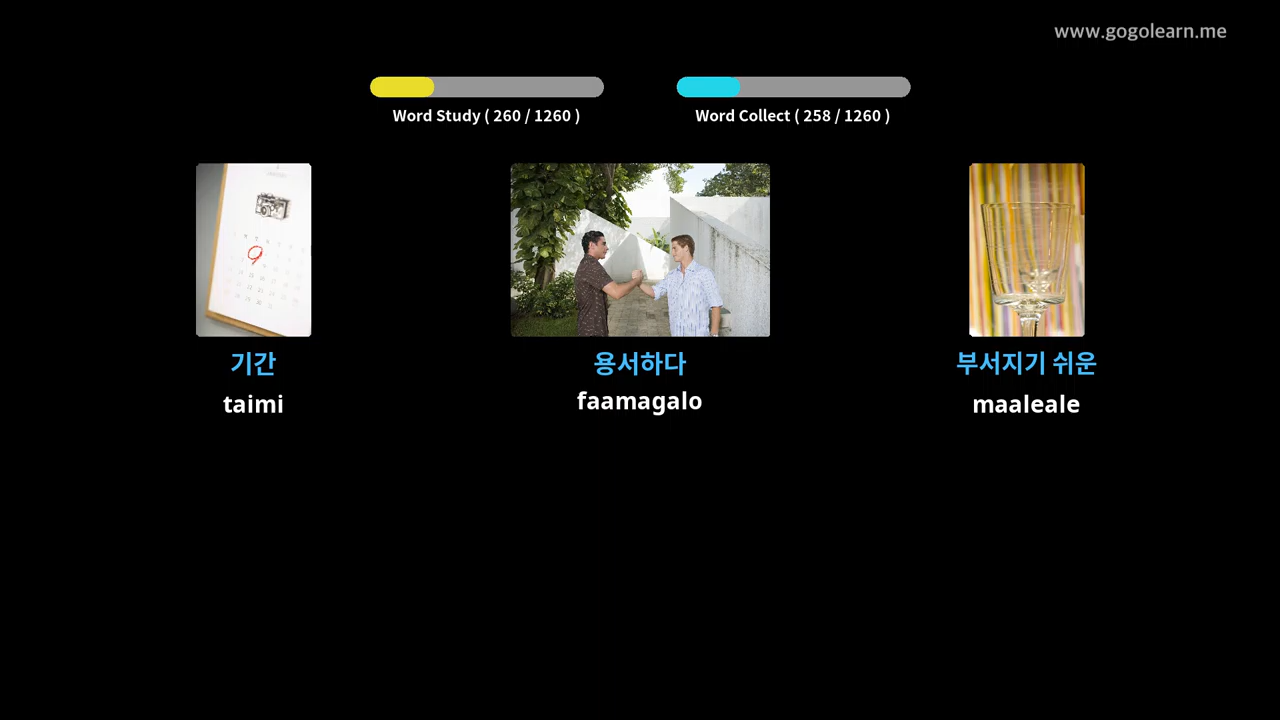 www.gogolearn.me
Word Study ( 260 / 1260 )
Word Collect ( 258 / 1260 )
기간
용서하다
부서지기 쉬운
taimi
faamagalo
maaleale